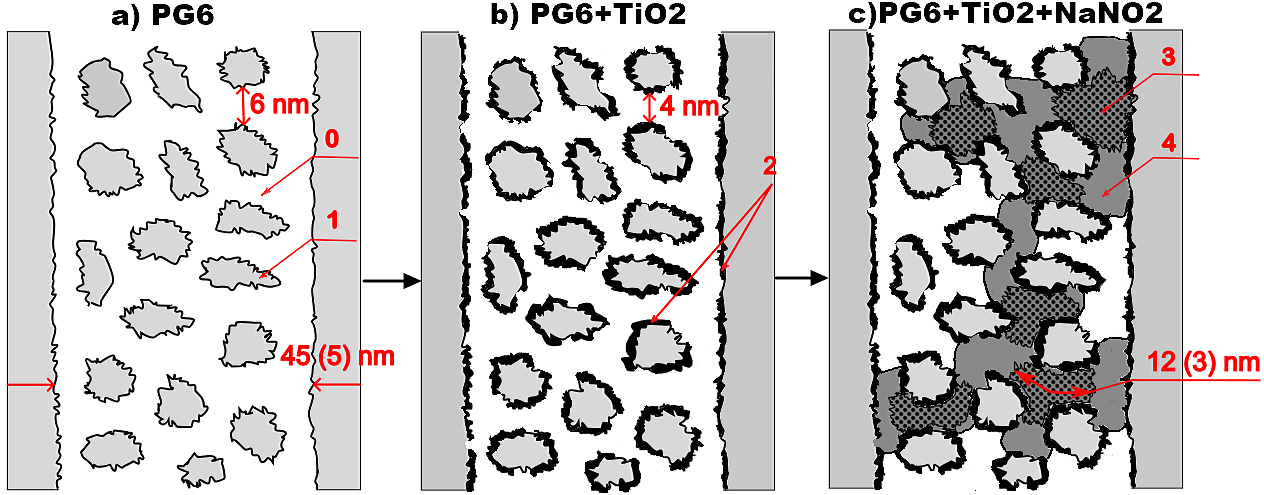 a) PG6
b) PG6+TiO2
c)PG6+TiO2+NaNO2
6 nm
0
1
45 (5) nm
4 nm
2
3
4
12 (3) nm